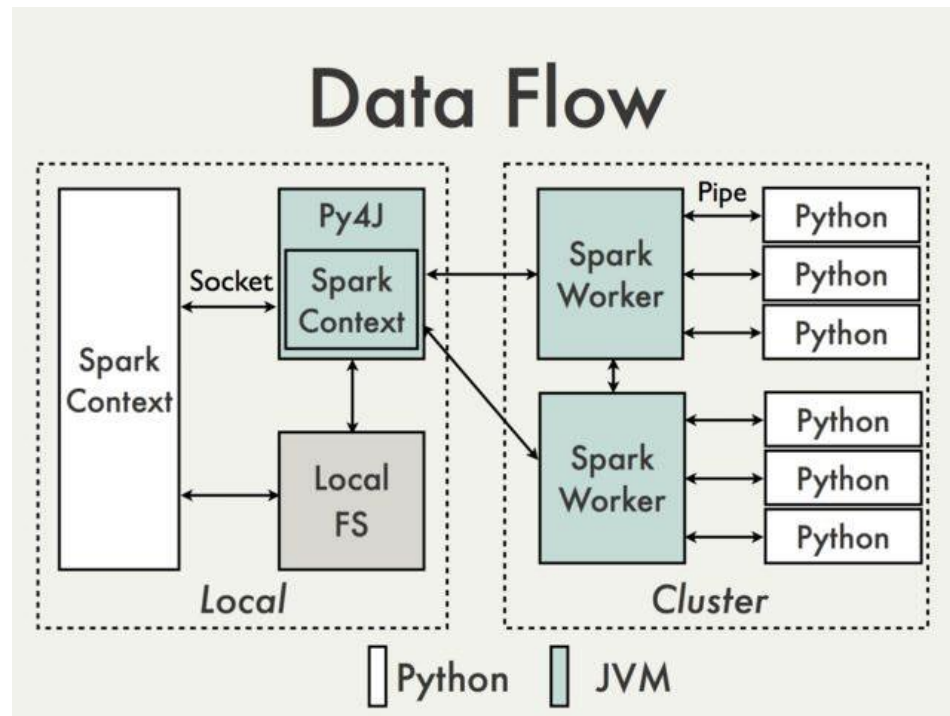 Data Flow
Spark
Context
Socket
Py4J
Spark
Context
Local
FS
Local
Spark
Worker
Spark
Worker
Pipe
Python
Python
Python
Python
Python
Python
Cluster
Python
JVM